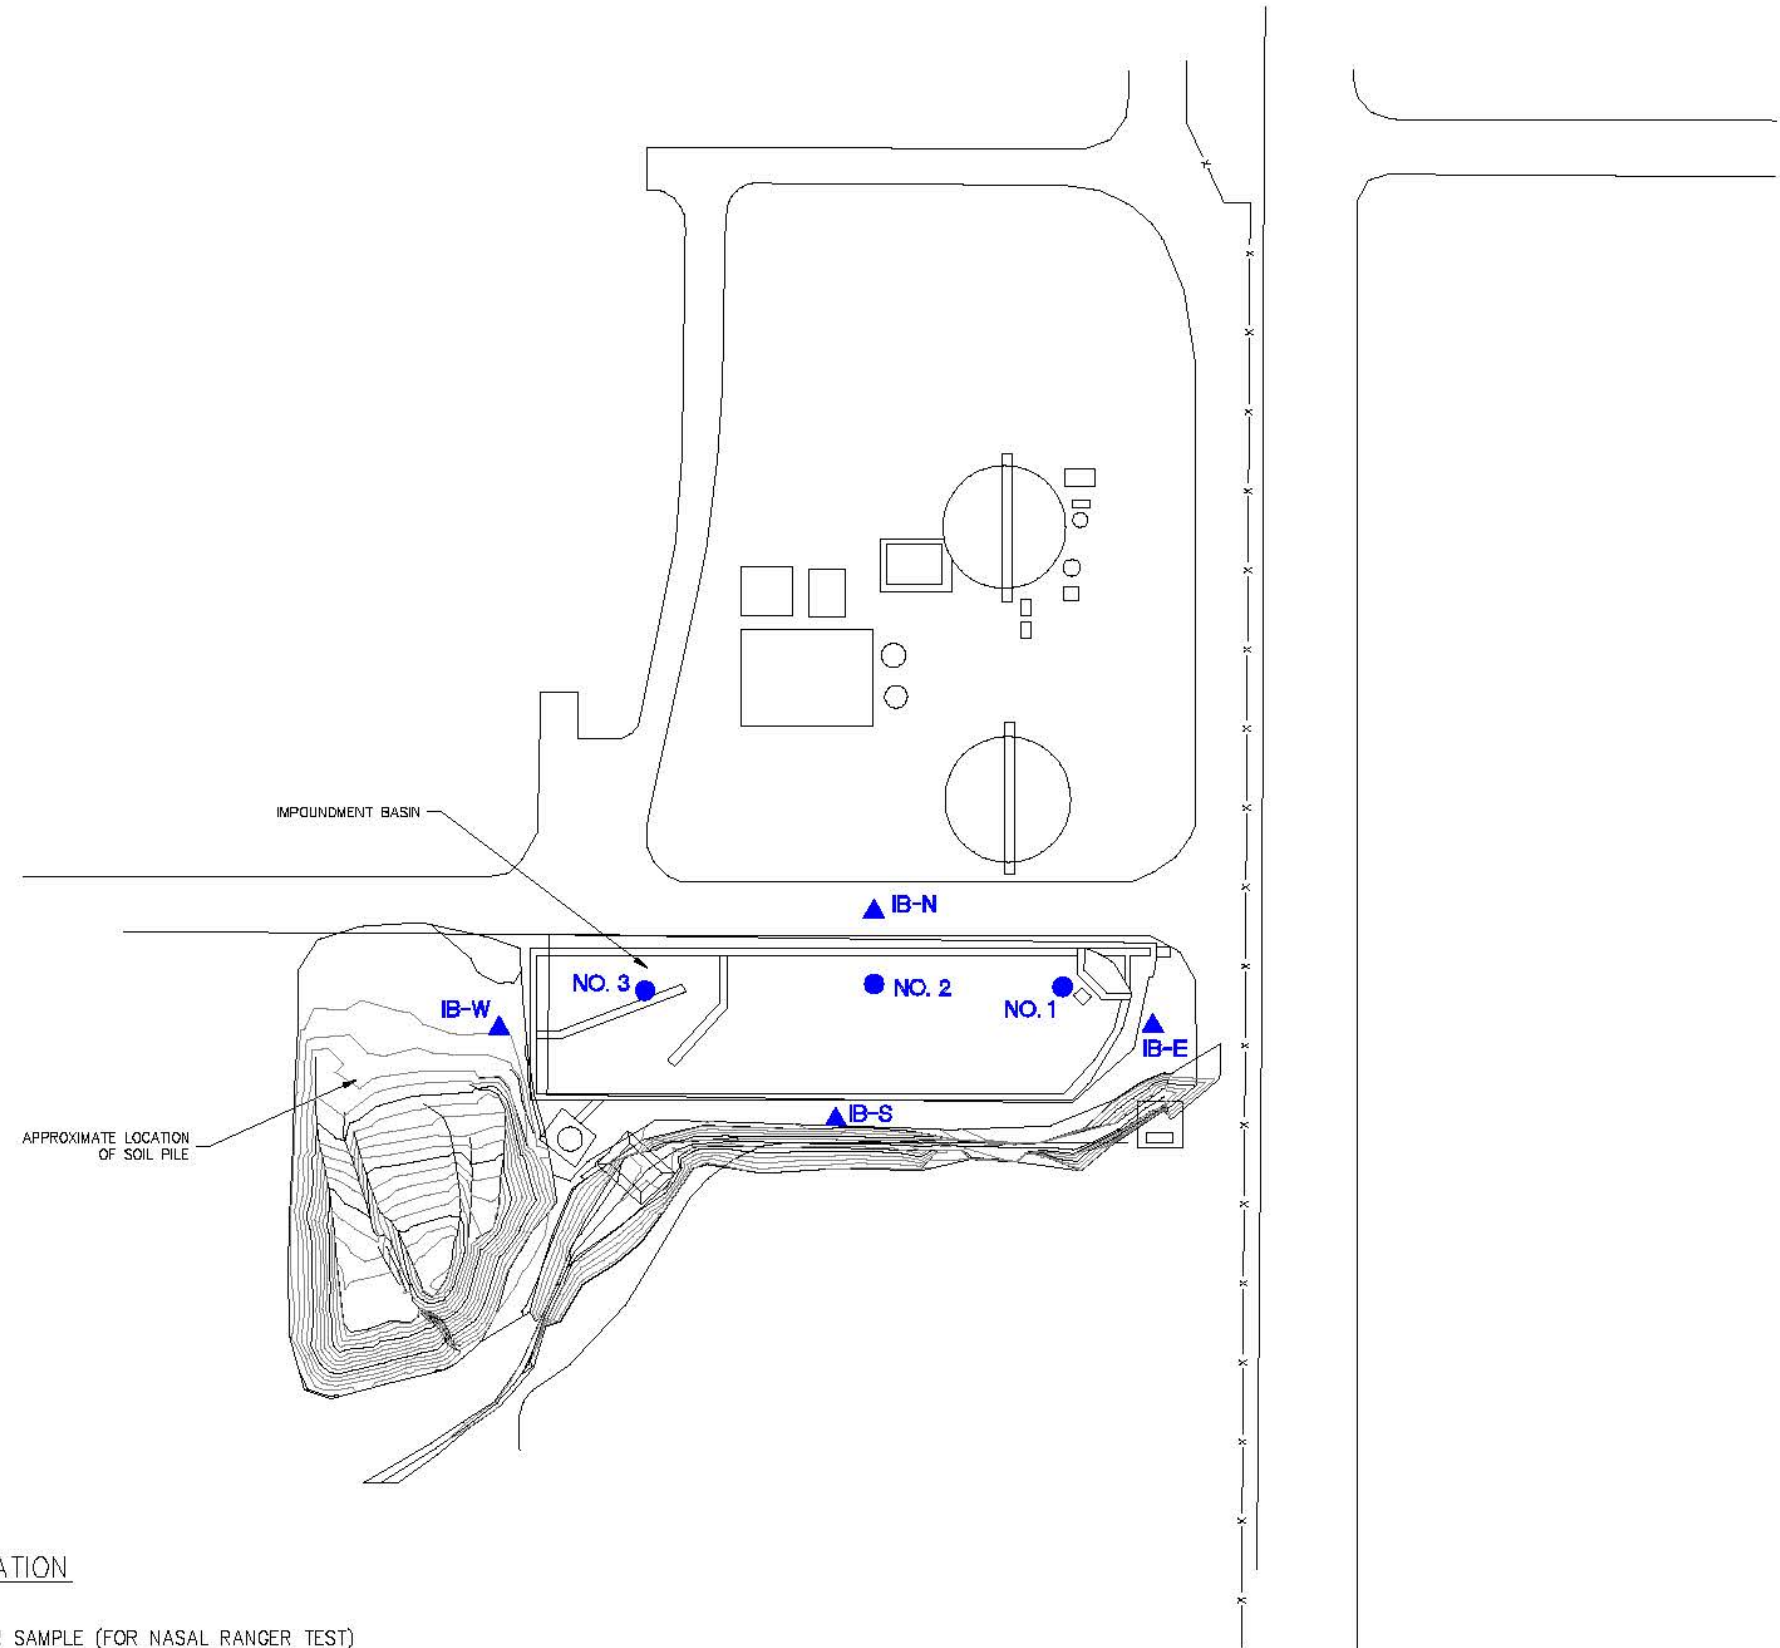 IMPOUNDMENT BASIN
IB-N
NO. 3
NO. 2
NO. 1
IB-W
IB-E
IB-S
APPROXIMATE LOCATION
OF SOIL PILE
ATION
SAMPLE (FOR NASAL RANGER TEST)